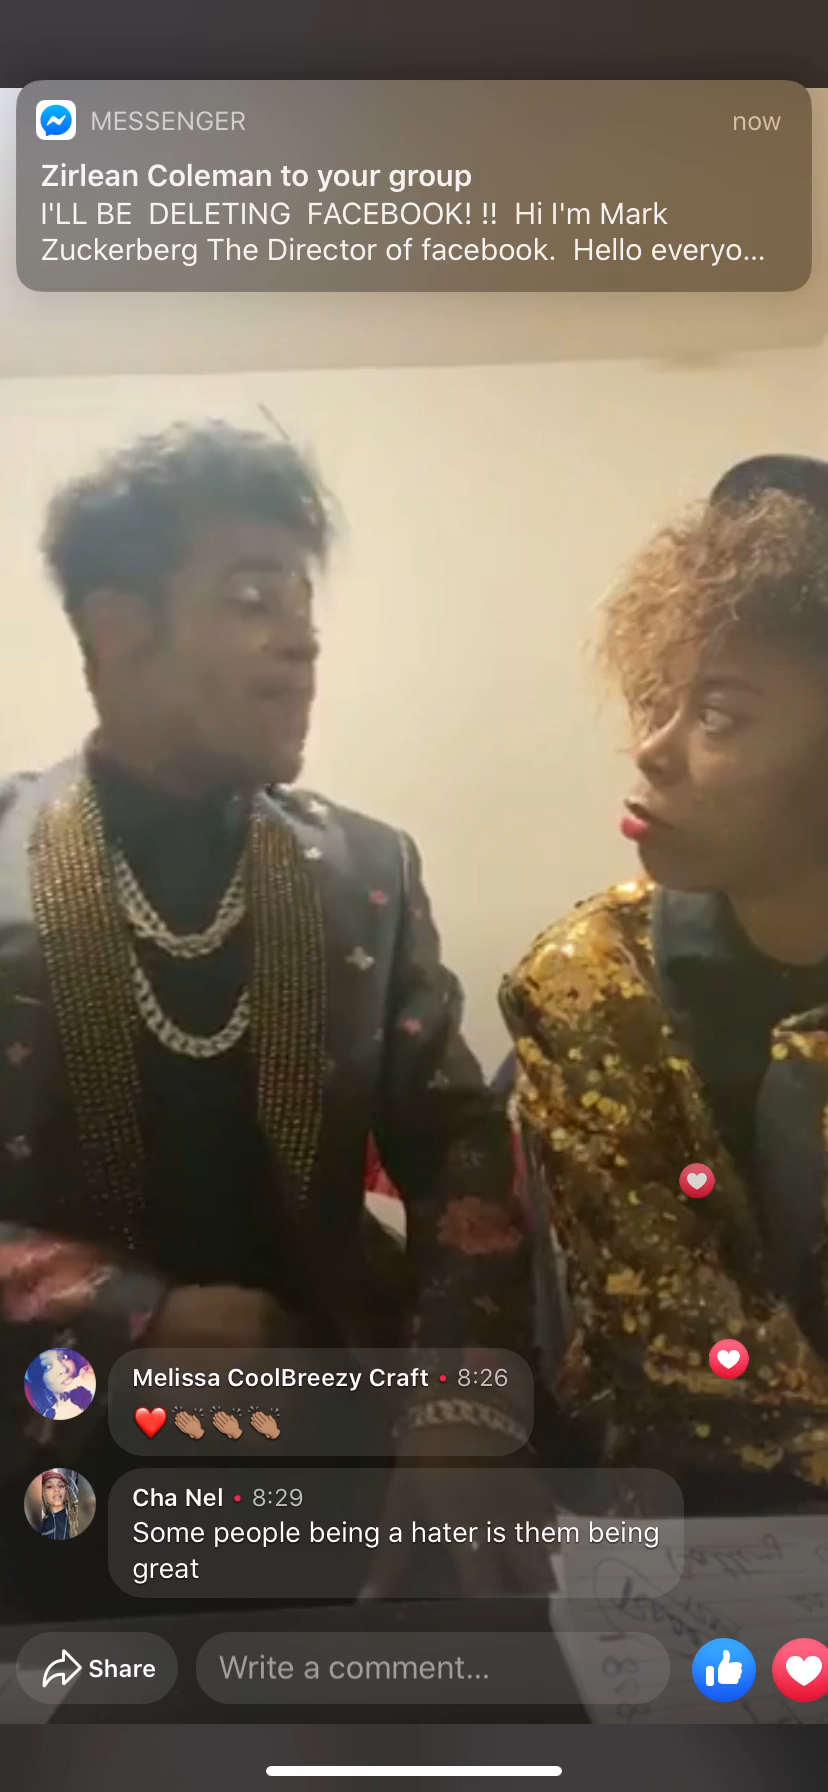 MESSENGER now
Zirlean Coleman to your group
I'LL BE DELETING FACEBOOK! !! Hi I'm Mark
Zuckerberg The Director of facebook. Hello everyo...
Melissa CoolBreezy Craft • 8:26
❤️👏🏽👏🏽👏🏽
Cha Nel • 8:29
Some people being a hater is them being
great
Share Write a comment...